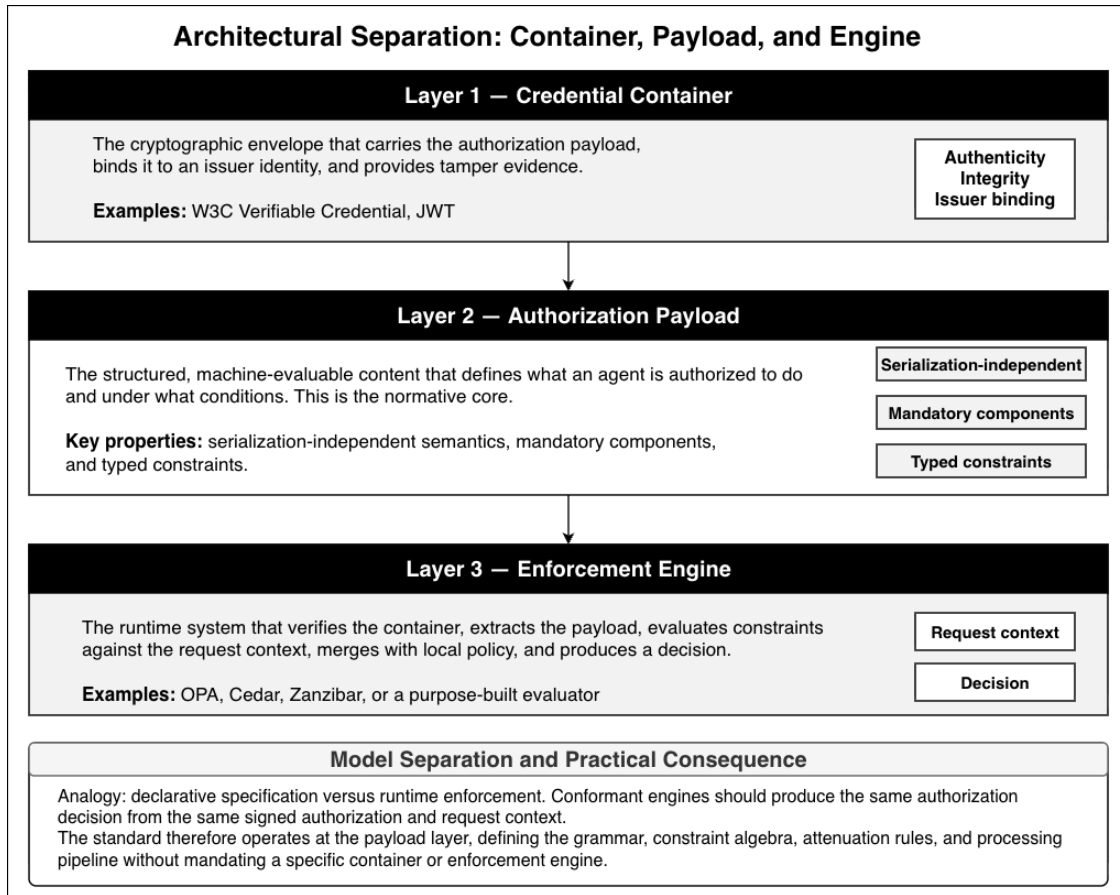 Architectural Separation: Container, Payload, and Engine
Layer 1 — Credential Container
The cryptographic envelope that carries the authorization payload,
binds it to an issuer identity, and provides tamper evidence.
Examples: W3C Verifiable Credential, JWT
Authenticity
Integrity
Issuer binding
Layer 2 — Authorization Payload
The structured, machine-evaluable content that defines what an agent is authorized to do
and under what conditions. This is the normative core.
Key properties: serialization-independent semantics, mandatory components,
and typed constraints.
Serialization-independent
Mandatory components
Typed constraints
Layer 3 — Enforcement Engine
The runtime system that verifies the container, extracts the payload, evaluates constraints
against the request context, merges with local policy, and produces a decision.
Examples: OPA, Cedar, Zanzibar, or a purpose-built evaluator
Request context
Decision
Model Separation and Practical Consequence
Analogy: declarative specification versus runtime enforcement. Conformant engines should produce the same authorization
decision from the same signed authorization and request context.
The standard therefore operates at the payload layer, defining the grammar, constraint algebra, attenuation rules, and processing
pipeline without mandating a specific container or enforcement engine.